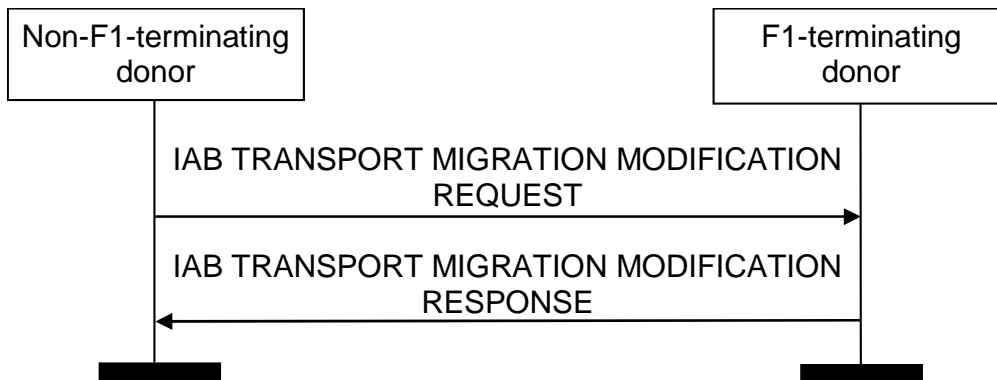 Non-F1-terminating
donor
F1-terminating
donor
IAB TRANSPORT MIGRATION MODIFICATION
REQUEST
IAB TRANSPORT MIGRATION MODIFICATION
RESPONSE